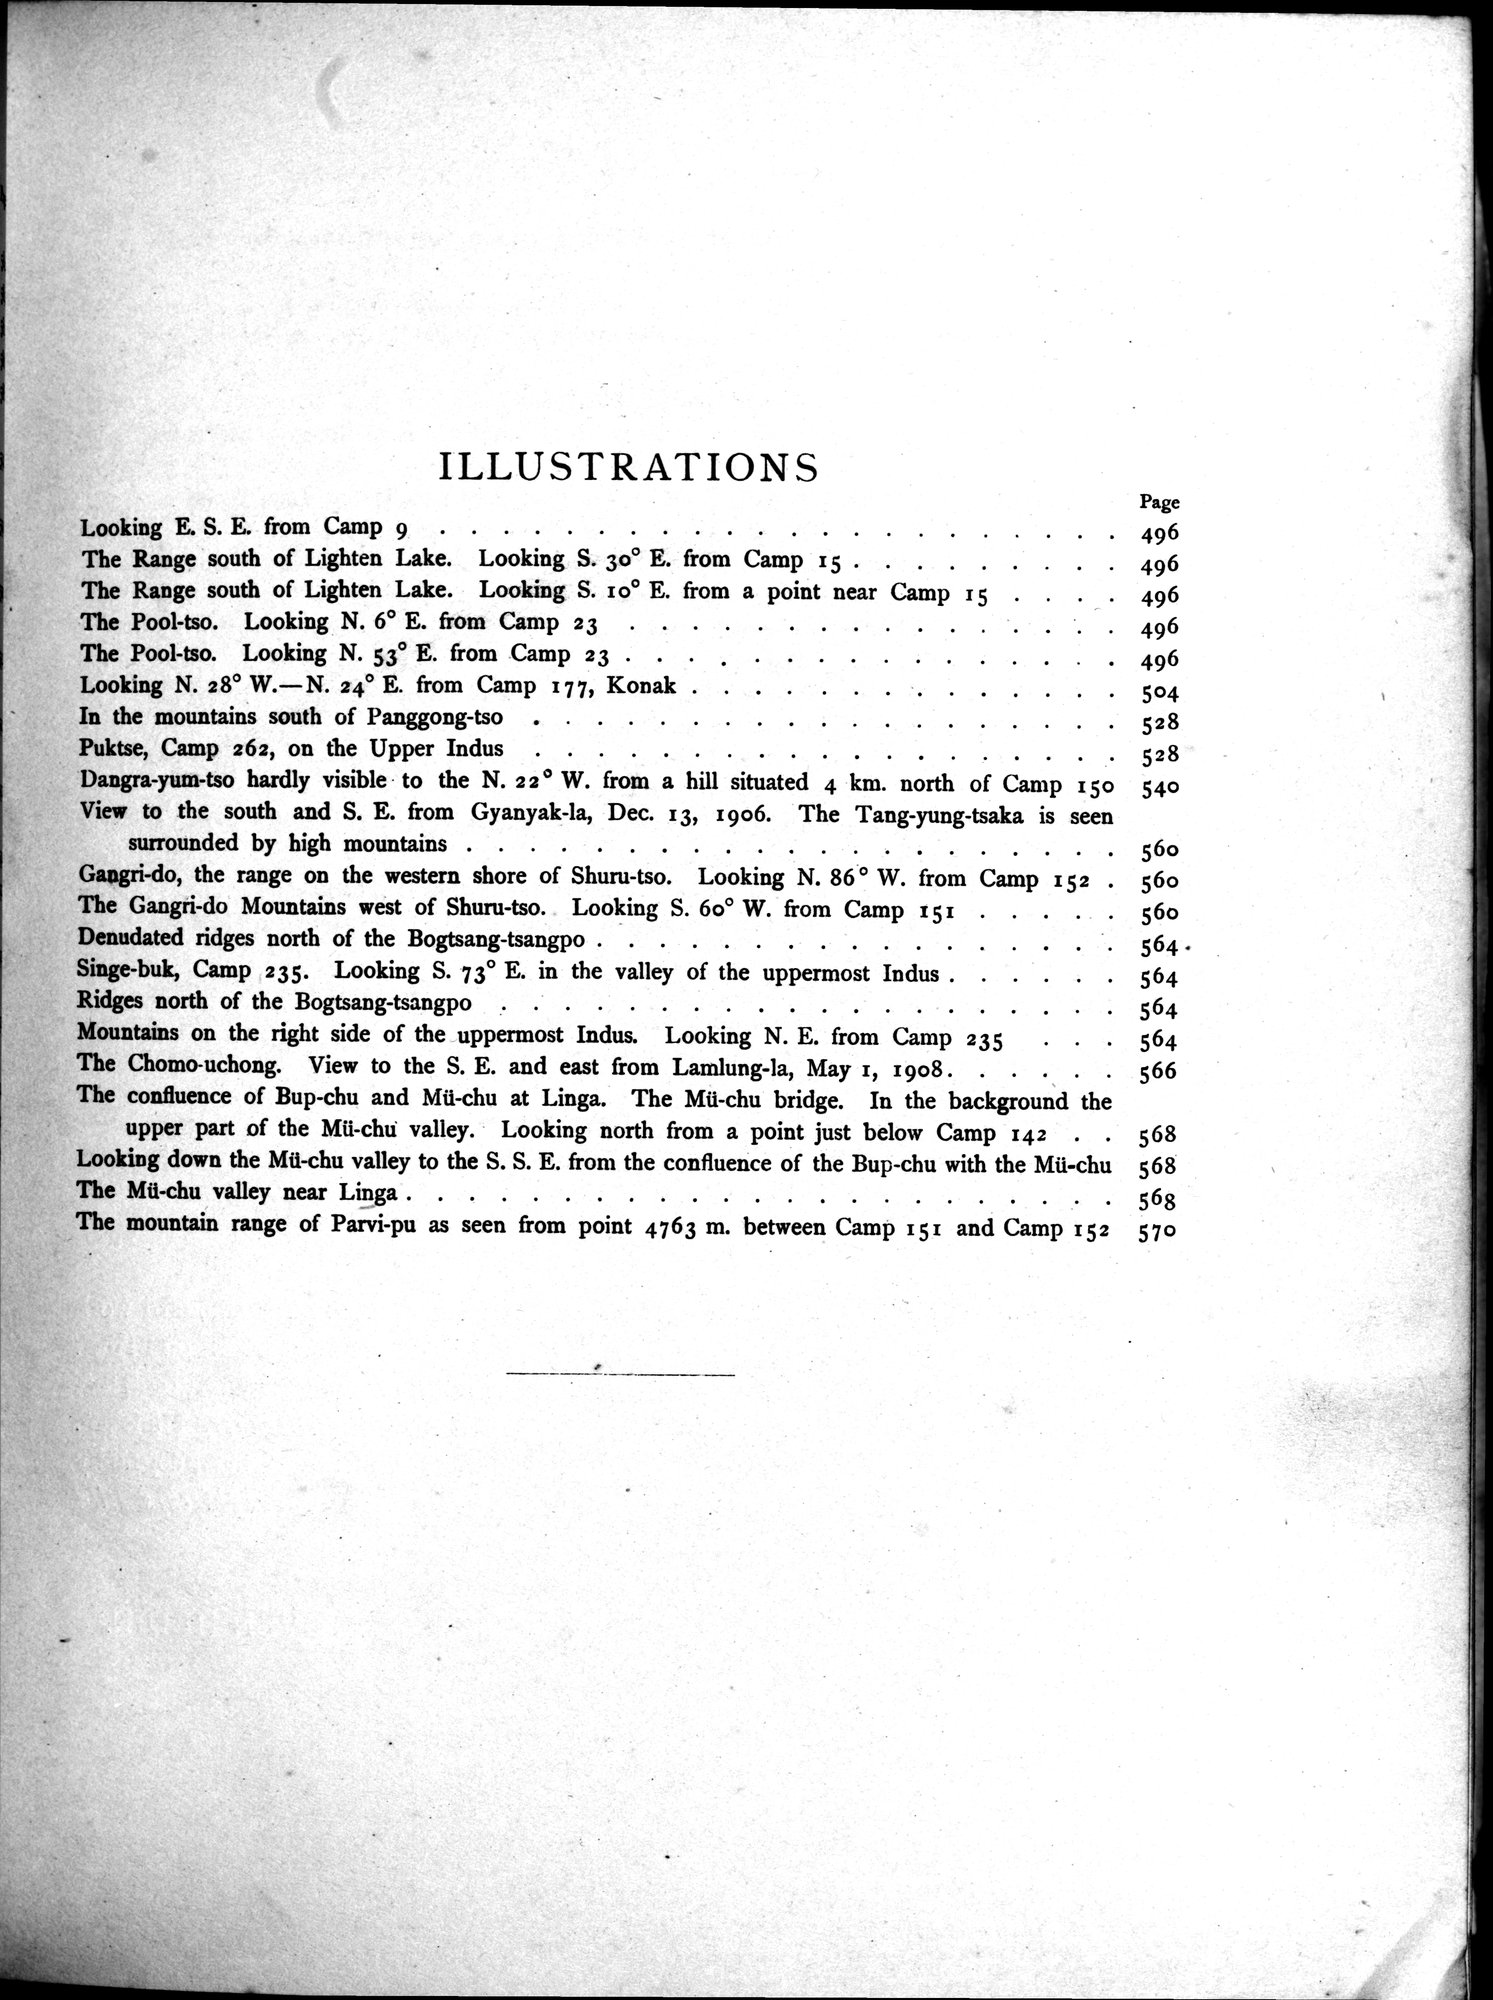 ILLUSTRATIONS
Page
Looking E. S. E. from Camp 9 . . . . . . . . . . . . . . . . . . . . . . 496
The Range south of Lighten Lake. Looking S. 30° E. from Camp 15 . . . . . . . . . 496
The Range south of Lighten Lake. Looking S. 10° E. from a point near Camp 15 . . . . 496
The Pool-tso. Looking N. 6° E. from Camp 23 . . . . . . . . . . . . . . . . 496
The Pool-tso. Looking N. 53° E. from Camp 23 . . . . . . . . . . . . . . . . 496
Looking N. 28° W.—N. 24° E. from Camp 177, Konak . . . . . . . . . . . . . . 504
In the mountains south of Panggong-tso . . . . . . . . . . . . . . . . . . . 528
Puktse, Camp 262, on the Upper Indus . . . . . . . . . . . . . . . . . . . 528
Dangra-yum-tso hardly visible to the N. 22° W. from a hill situated 4 km. north of Camp 150 540
View to the south and S. E. from Gyanyak-la, Dec. 13, 1906. The Tang-yung-tsaka is seen
surrounded by high mountains . . . . . . . . . . . . . . . . . . . . . 560
Gangri-do, the range on the western shore of Shuru-tso. Looking N. 86° W. from Camp 152 . 560
The Gangri-do Mountains west of Shuru-tso. Looking S. 60° W. from Camp 151 . . . . . 560
Denudated ridges north of the Bogtsang-tsangpo . . . . . . . . . . . . . . . . . 564
Singe-buk, Camp 235. Looking S. 73° E. in the valley of the uppermost Indus . . . . . . 564
Ridges north of the Bogtsang-tsangpo . . . . . . . . . . . . . . . . . . . . 564
Mountains on the right side of the uppermost Indus. Looking N. E. from Camp 235 . . . 564
The Chomo-uchong. View to the S. E. and east from Lamlung-la, May 1, 1908 . . . . . . 566
The confluence of Bup-chu and Mü-chu at Linga. The Mü-chu bridge. In the background the
upper part of the Mü-chu valley. Looking north from a point just below Camp 142 . . 568
Looking down the Mü-chu valley to the S. S. E. from the confluence of the Bup-chu with the Mü-chu 568
The Mü-chu valley near Linga . . . . . . . . . . . . . . . . . . . . . . . 568
The mountain range of Parvi-pu as seen from point 4763 m. between Camp 151 and Camp 152 570